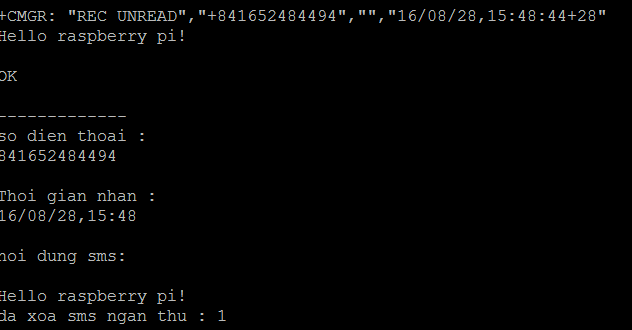 +CMGR: "REC UNREAD","+841652484494","","16/08/28,15:48:44+28"
Hello raspberry pi!
OK
-------------
so dien thoai :
841652484494
Thoi gian nhan :
16/08/28,15:48
noi dung sms:
Hello raspberry pi!
da xoa sms ngan thu : 1